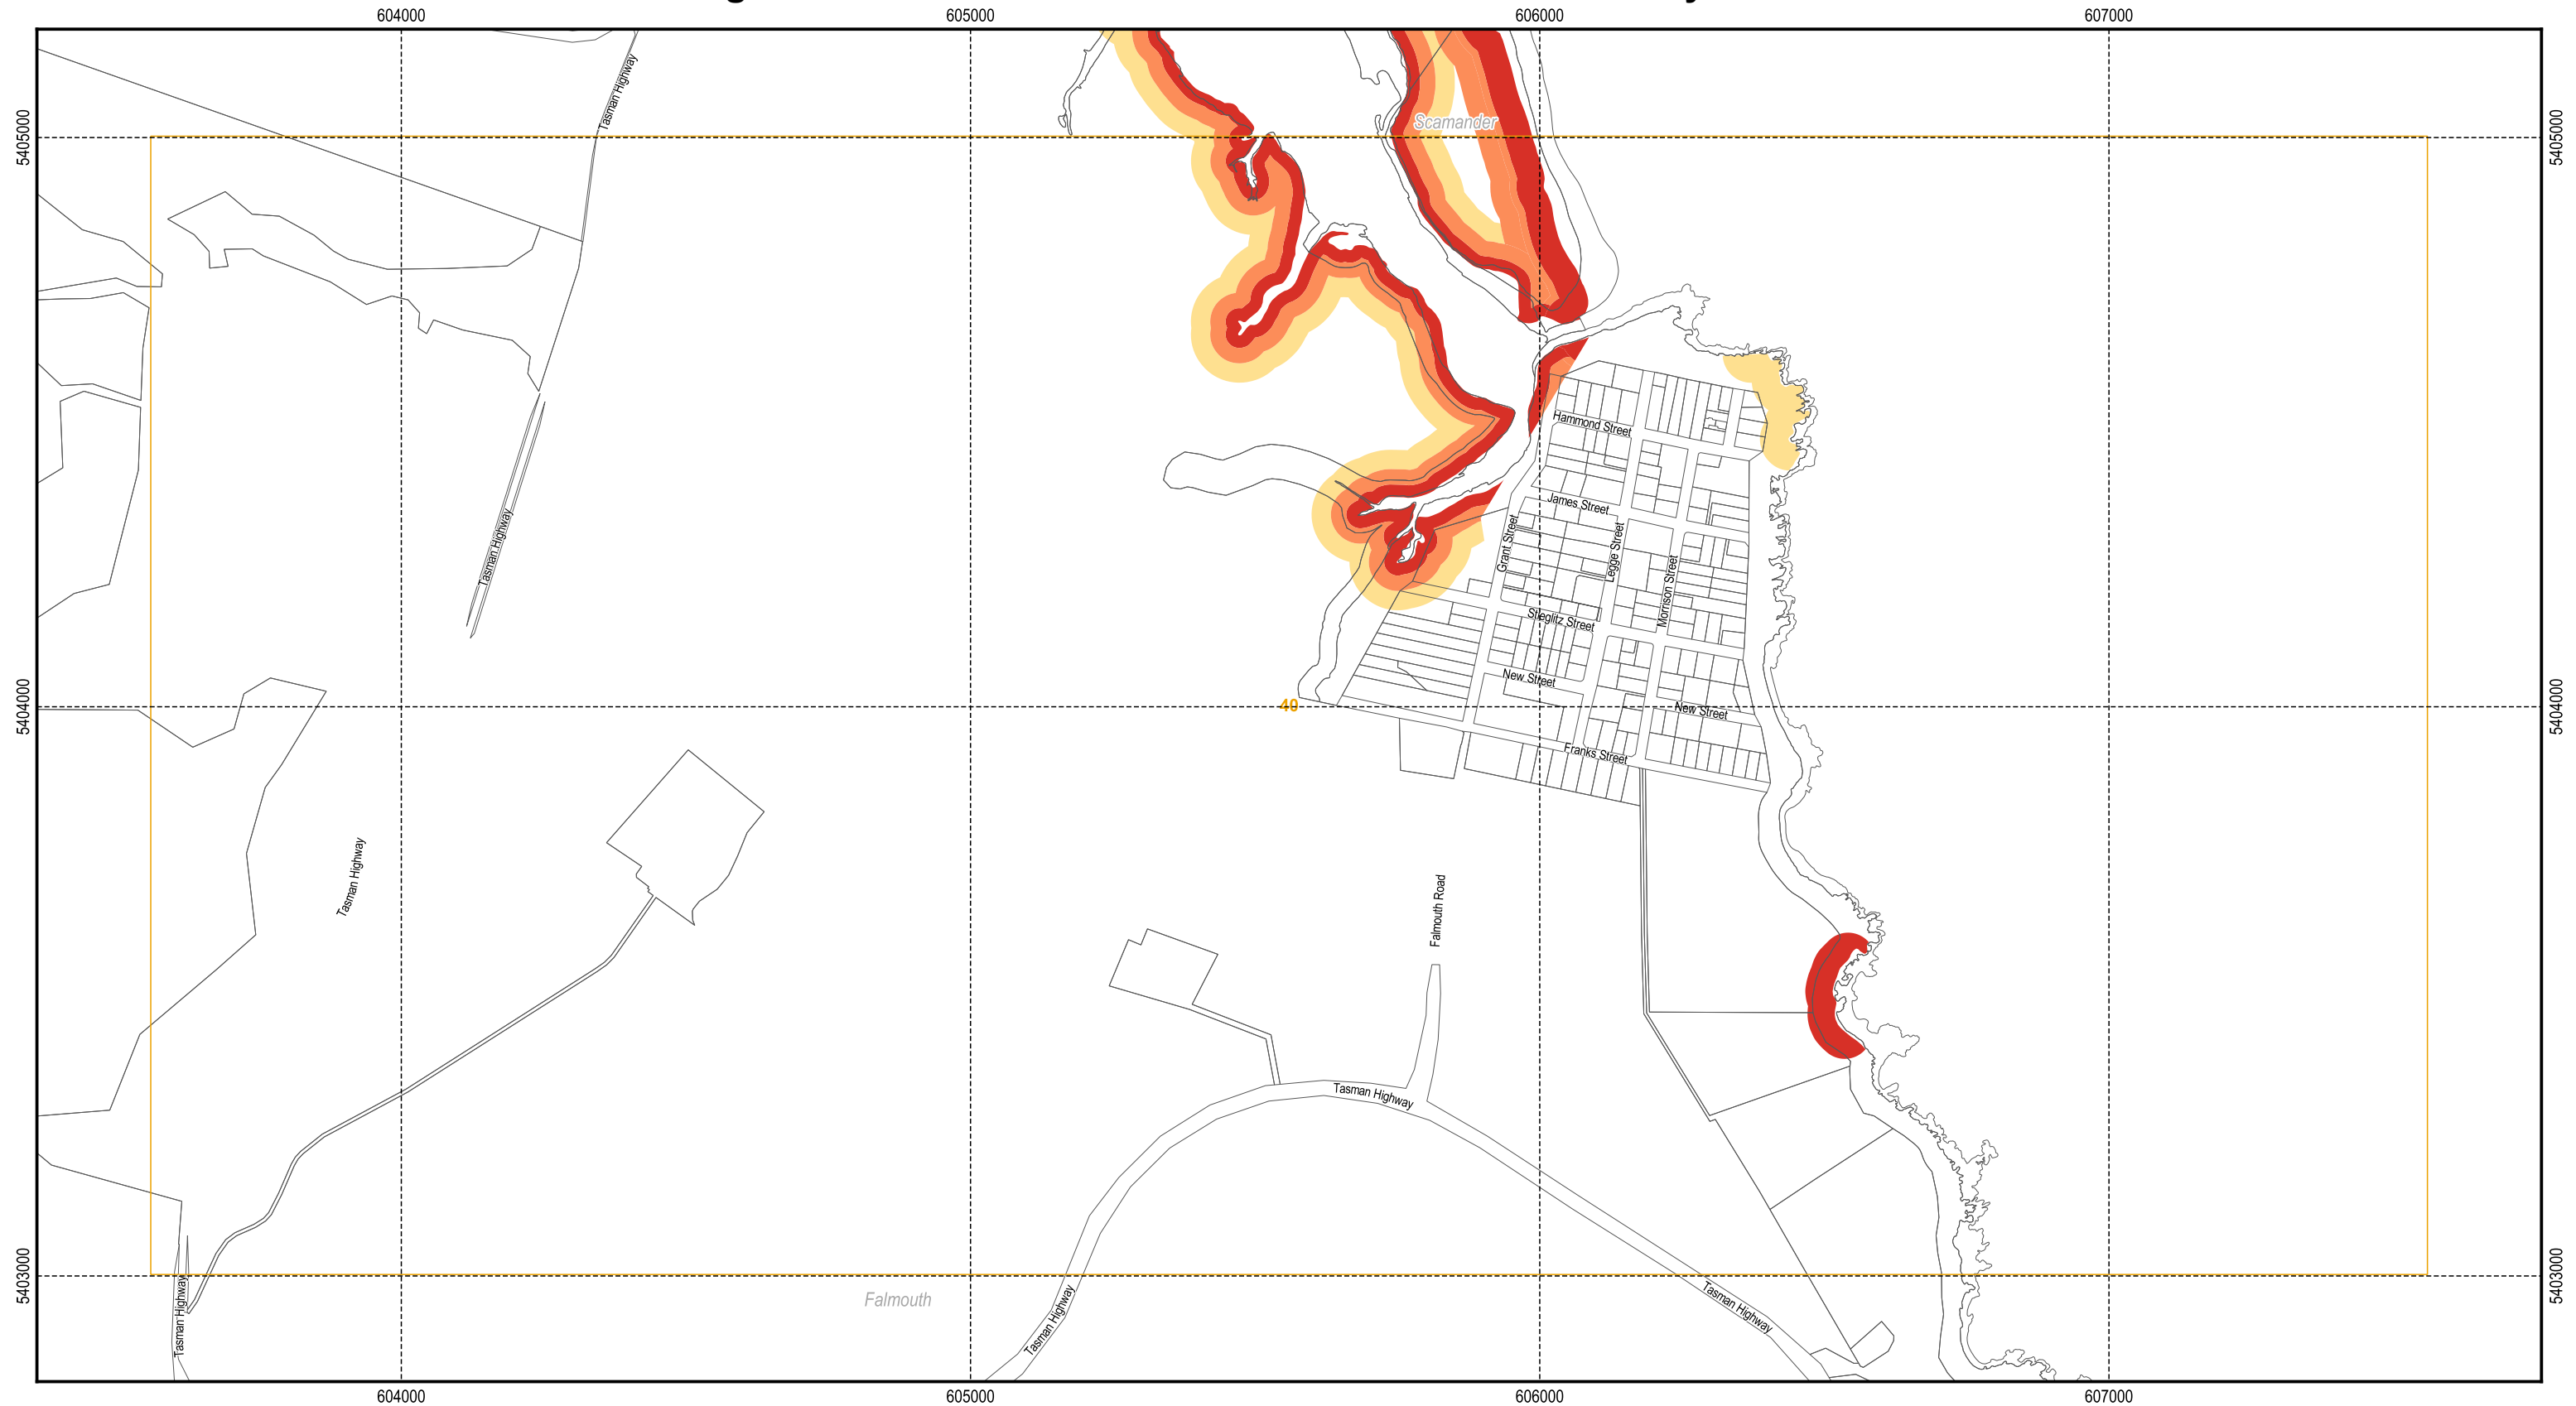 604000
605000
606000
607000
Tasman Highway
Scamander
5405000
5405000
Hammond Street
James Street
Grant Street
Legge Street
Morrison Street
Tasman Highway
Stieglitz Street
New Street
5404000
40
New Street
5404000
Franks Street
Tasman Highway
Falmouth Road
Tasman Highway
5403000
5403000
Tasman Highway
Falmouth
Tasman Highway
Tasman Highway
604000
605000
606000
607000